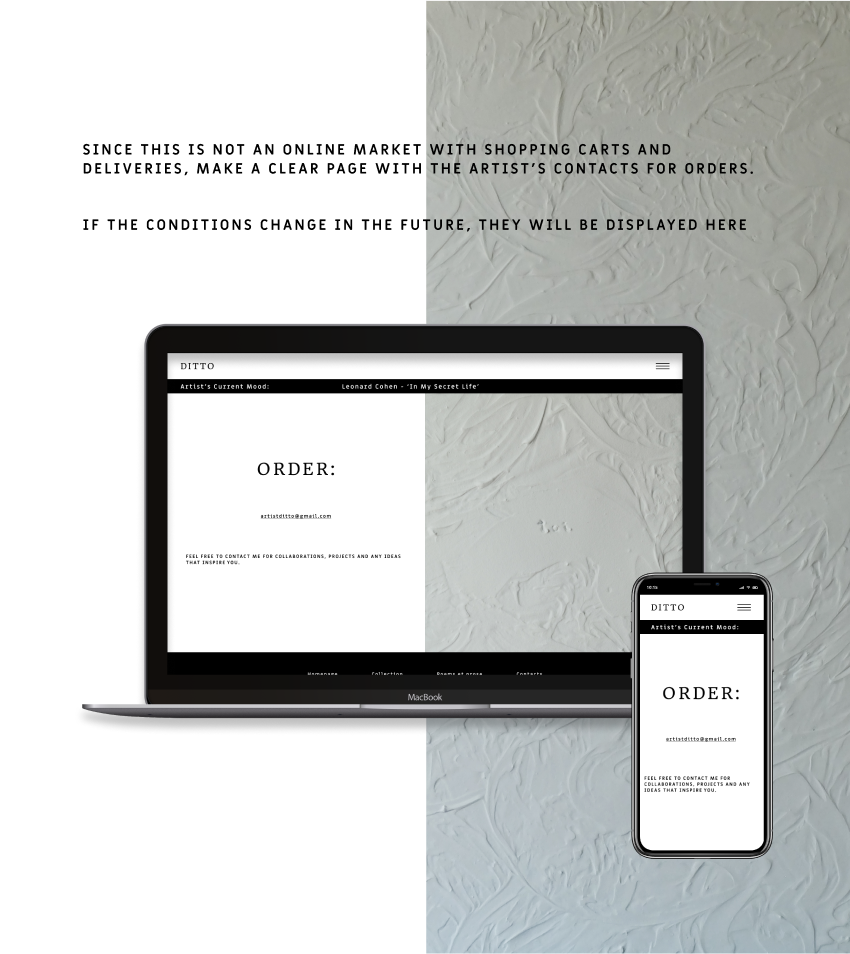 SINCE THIS IS NOT AN ONLINE MARKET WITH SHOPPING CARTS AND
DELIVERIES, MAKE A CLEAR PAGE WITH THE ARTIST'S CONTACTS FOR ORDERS.
IF THE CONDITIONS CHANGE IN THE FUTURE, THEY WILL BE DISPLAYED HERE
DITTO
Artist's Current Mood: Leonard Cohen - 'In My Secret Life'
ORDER:
artistditto@gmail.com
FEEL FREE TO CONTACT ME FOR COLLABORATIONS, PROJECTS AND ANY IDEAS
THAT INSPIRE YOU.
Homepage Collection Poems et prose Contacts
MacBook
10:15
DITTO
Artist's Current Mood:
ORDER:
artistditto@gmail.com
FEEL FREE TO CONTACT ME FOR
COLLABORATIONS, PROJECTS AND ANY
IDEAS THAT INSPIRE YOU.